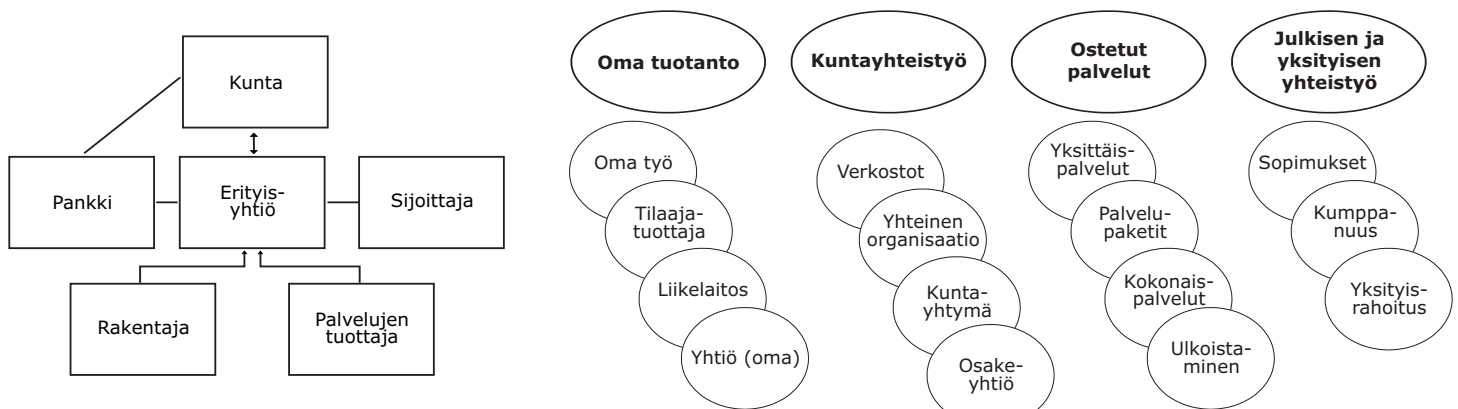 Kunta
Pankki
Erityis-
yhtiö
Sijoittaja
Rakentaja
Palvelujen
tuottaja
Oma tuotanto
Oma työ
Tilaaja-
tuottaja
Liikelaitos
Yhtiö (oma)
Kuntayhteistyö
Verkostot
Yhteinen
organisaatio
Kunta-
yhtymä
Osake-
yhtiö
Ostetut
palvelut
Yksittäis-
palvelut
Palvelu-
paketit
Kokonais-
palvelut
Ulkoista-
minen
Julkisen ja
yksityisen
yhteistyö
Sopimukset
Kumppa-
nuus
Yksityis-
rahoitus